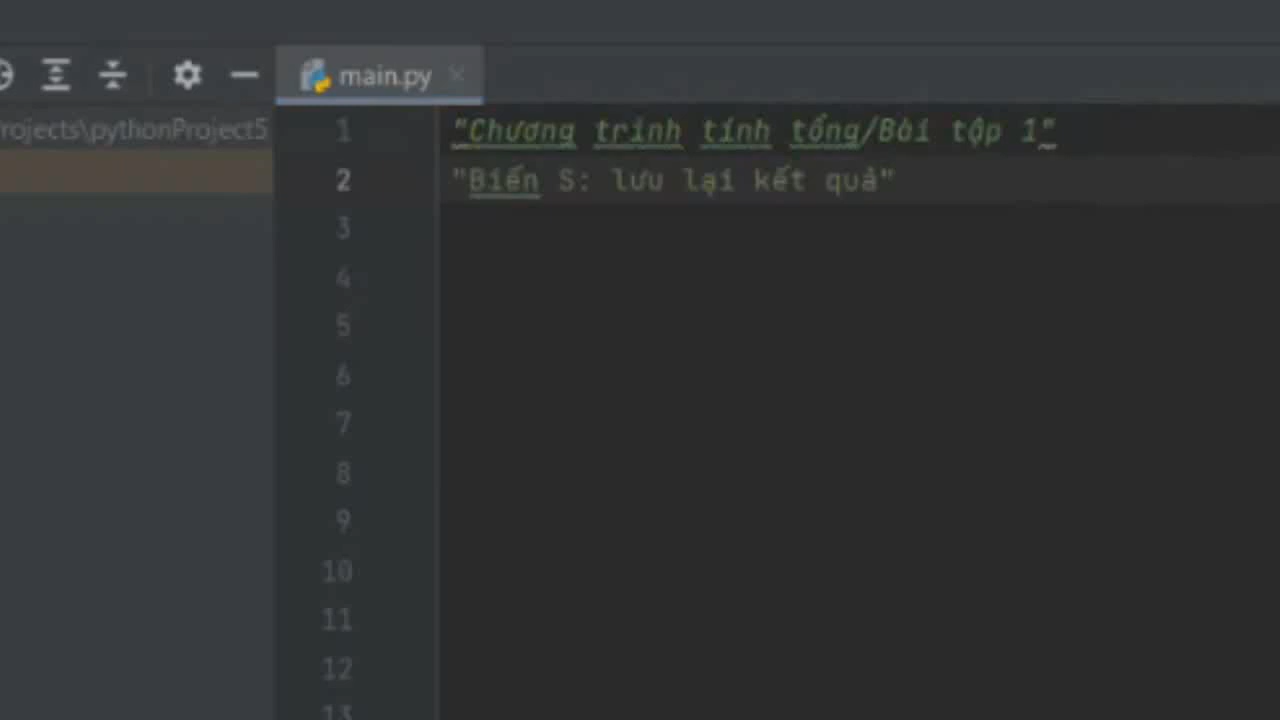 main.py
rojects\pythonProject5
1 "Chương trình tính tổng/Bài tập 1"
2 "Biến S: lưu lại kết quả"
3
4
5
6
7
8
9
10
11
12
13